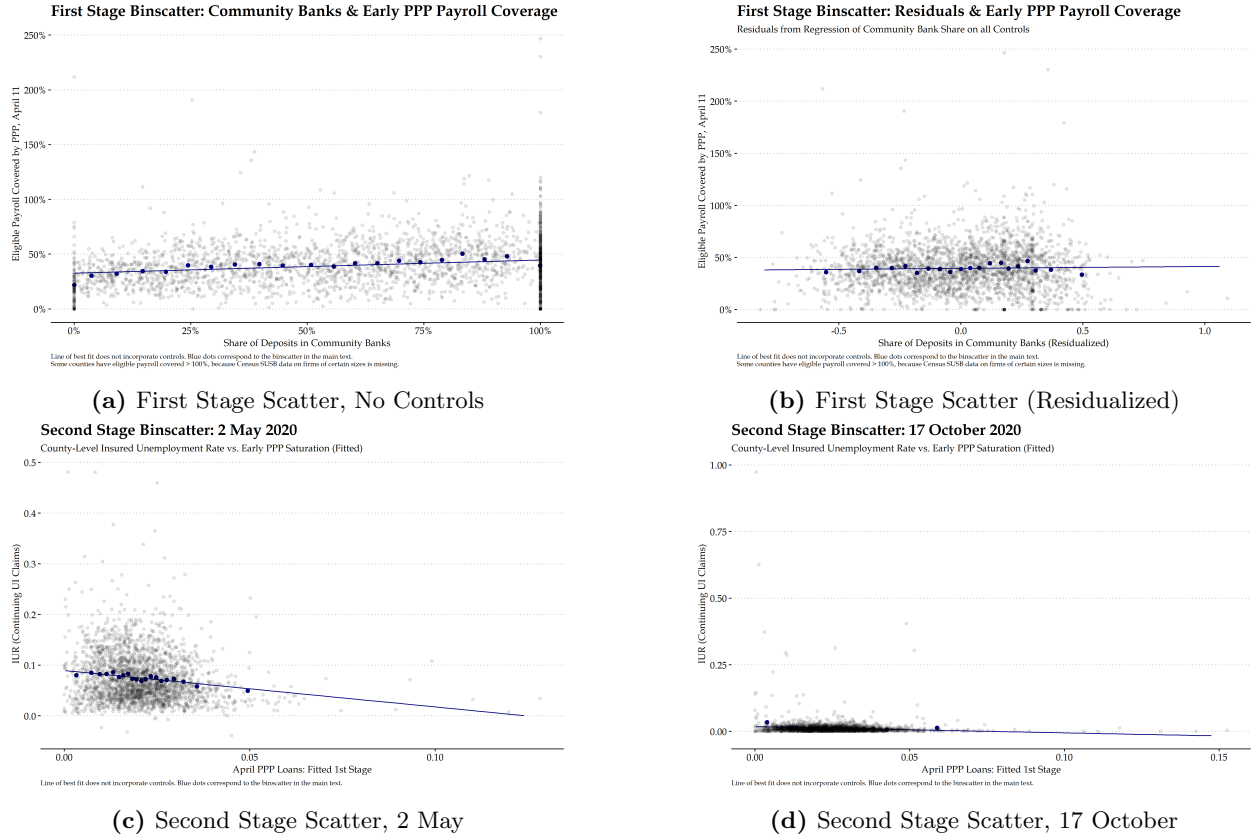 First Stage Binscatter: Community Banks & Early PPP Payroll Coverage
Eligible Payroll Covered by PPP, April 11
250%
200%
150%
100%
50%
0%
0%
25%
50%
75%
100%
Share of Deposits in Community Banks
Line of best fit does not incorporate controls. Blue dots correspond to the binscatter in the main text.
Some counties have eligible payroll covered > 100%, because Census SUSB data on firms of certain sizes is missing.
(a) First Stage Scatter, No Controls
First Stage Binscatter: Residuals & Early PPP Payroll Coverage
Residuals from Regression of Community Bank Share on all Controls
Eligible Payroll Covered by PPP, April 11
250%
200%
150%
100%
50%
0%
-0.5
0.0
0.5
1.0
Share of Deposits in Community Banks (Residualized)
Line of best fit does not incorporate controls. Blue dots correspond to the binscatter in the main text.
Some counties have eligible payroll covered > 100%, because Census SUSB data on firms of certain sizes is missing.
(b) First Stage Scatter (Residualized)
Second Stage Binscatter: 2 May 2020
County-Level Insured Unemployment Rate vs. Early PPP Saturation (Fitted)
IUR (Continuing UI Claims)
0.5
0.4
0.3
0.2
0.1
0.0
0.00
0.05
0.10
April PPP Loans: Fitted 1st Stage
Line of best fit does not incorporate controls. Blue dots correspond to the binscatter in the main text.
(c) Second Stage Scatter, 2 May
Second Stage Binscatter: 17 October 2020
County-Level Insured Unemployment Rate vs. Early PPP Saturation (Fitted)
IUR (Continuing UI Claims)
1.00
0.75
0.50
0.25
0.00
0.00
0.05
0.10
0.15
April PPP Loans: Fitted 1st Stage
Line of best fit does not incorporate controls. Blue dots correspond to the binscatter in the main text.
(d) Second Stage Scatter, 17 October